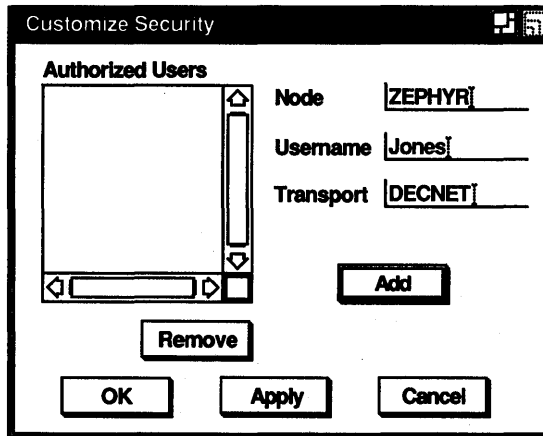 Customize Security
Authorized Users
Node ZEPHYR
Username Jones
Transport DECNET
Add
Remove
OK Apply Cancel